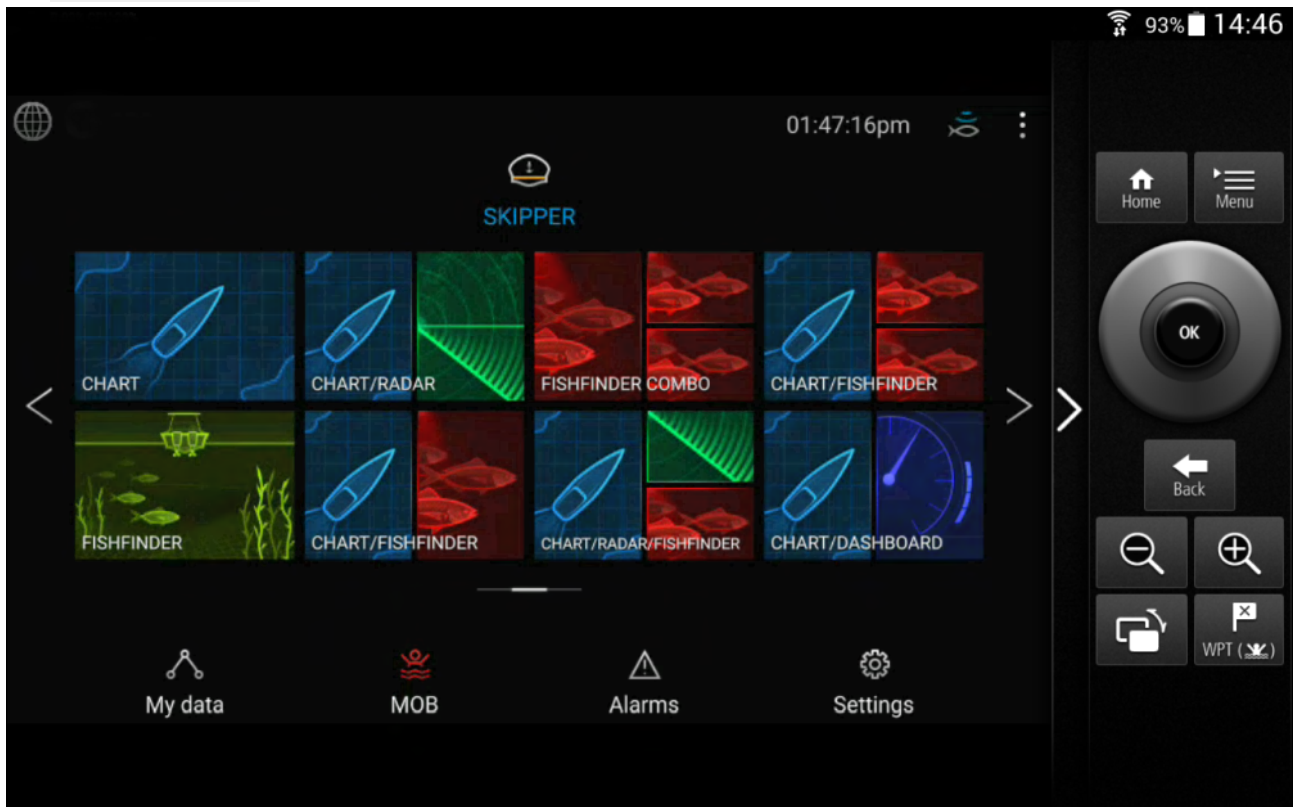 93% 14:46
01:47:16pm
SKIPPER
CHART
CHART/RADAR
FISHFINDER COMBO
CHART/FISHFINDER
FISHFINDER
CHART/FISHFINDER
CHART/RADAR/FISHFINDER
CHART/DASHBOARD
My data
MOB
Alarms
Settings
Home
Menu
OK
Back
WPT ( )